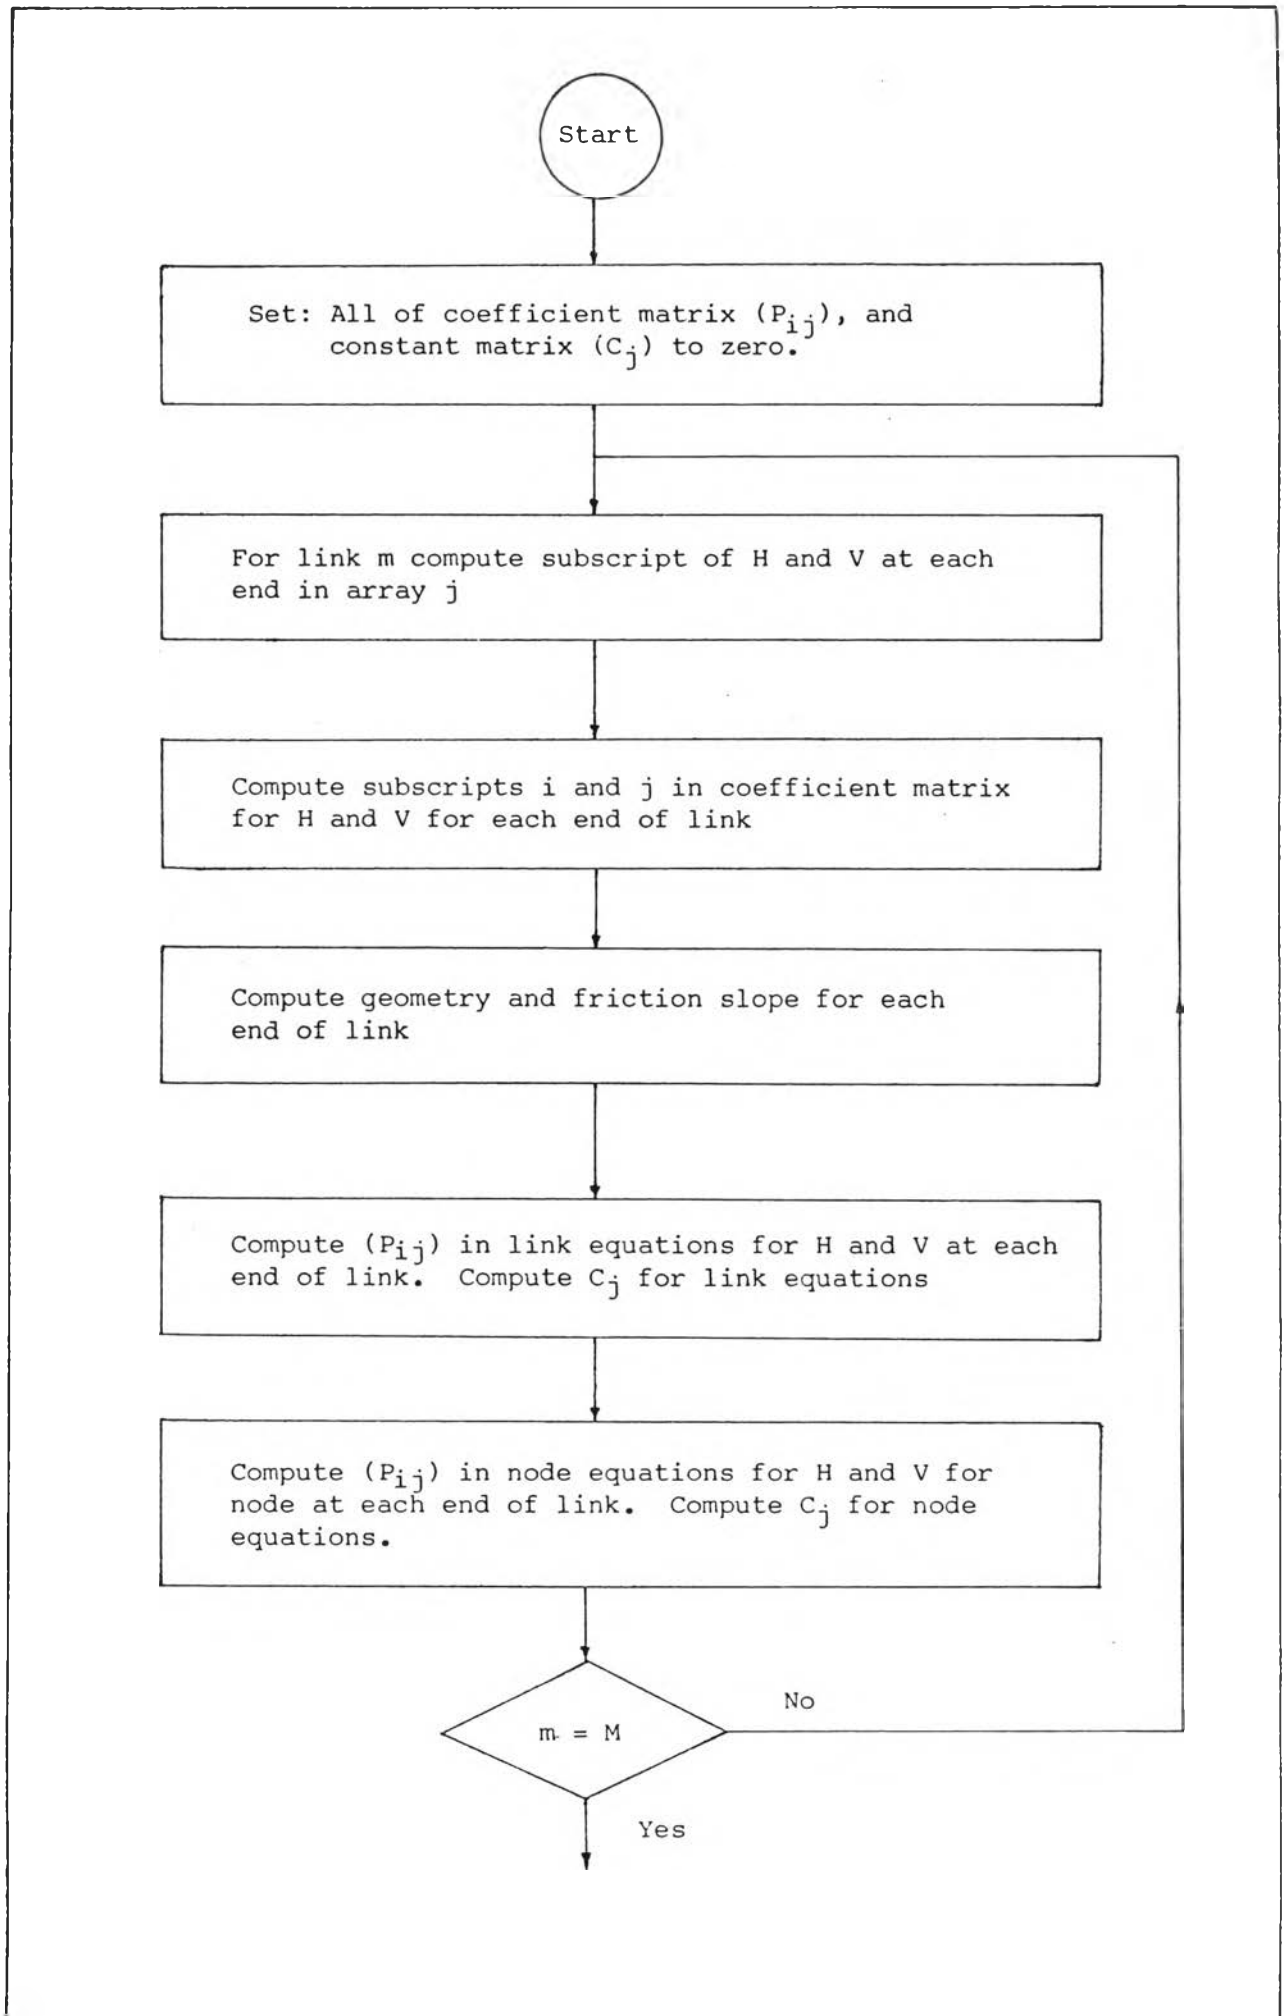 Start
Set: All of coefficient matrix (Pij), and
constant matrix (Cj) to zero.
For link m compute subscript of H and V at each
end in array j
Compute subscripts i and j in coefficient matrix
for H and V for each end of link
Compute geometry and friction slope for each
end of link
Compute (Pij) in link equations for H and V at each
end of link. Compute Cj for link equations
Compute (Pij) in node equations for H and V for
node at each end of link. Compute Cj for node
equations.
No
m = M
Yes